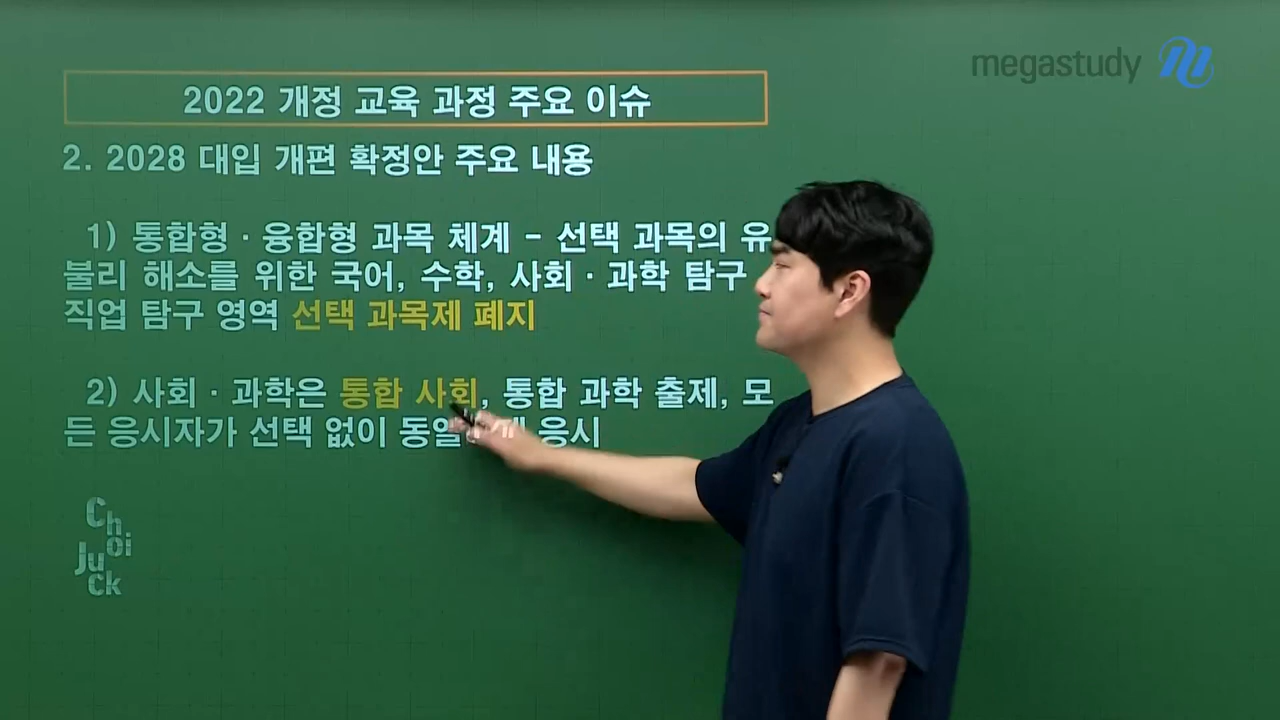 megastudy
2022 개정 교육 과정 주요 이슈
2. 2028 대입 개편 확정안 주요 내용
1) 통합형 · 융합형 과목 체계 - 선택 과목의 유
불리 해소를 위한 국어, 수학, 사회 · 과학 탐구
직업 탐구 영역 선택 과목제 폐지
2) 사회 · 과학은 통합 사회, 통합 과학 출제, 모
든 응시자가 선택 없이 응시
Choi
Juck